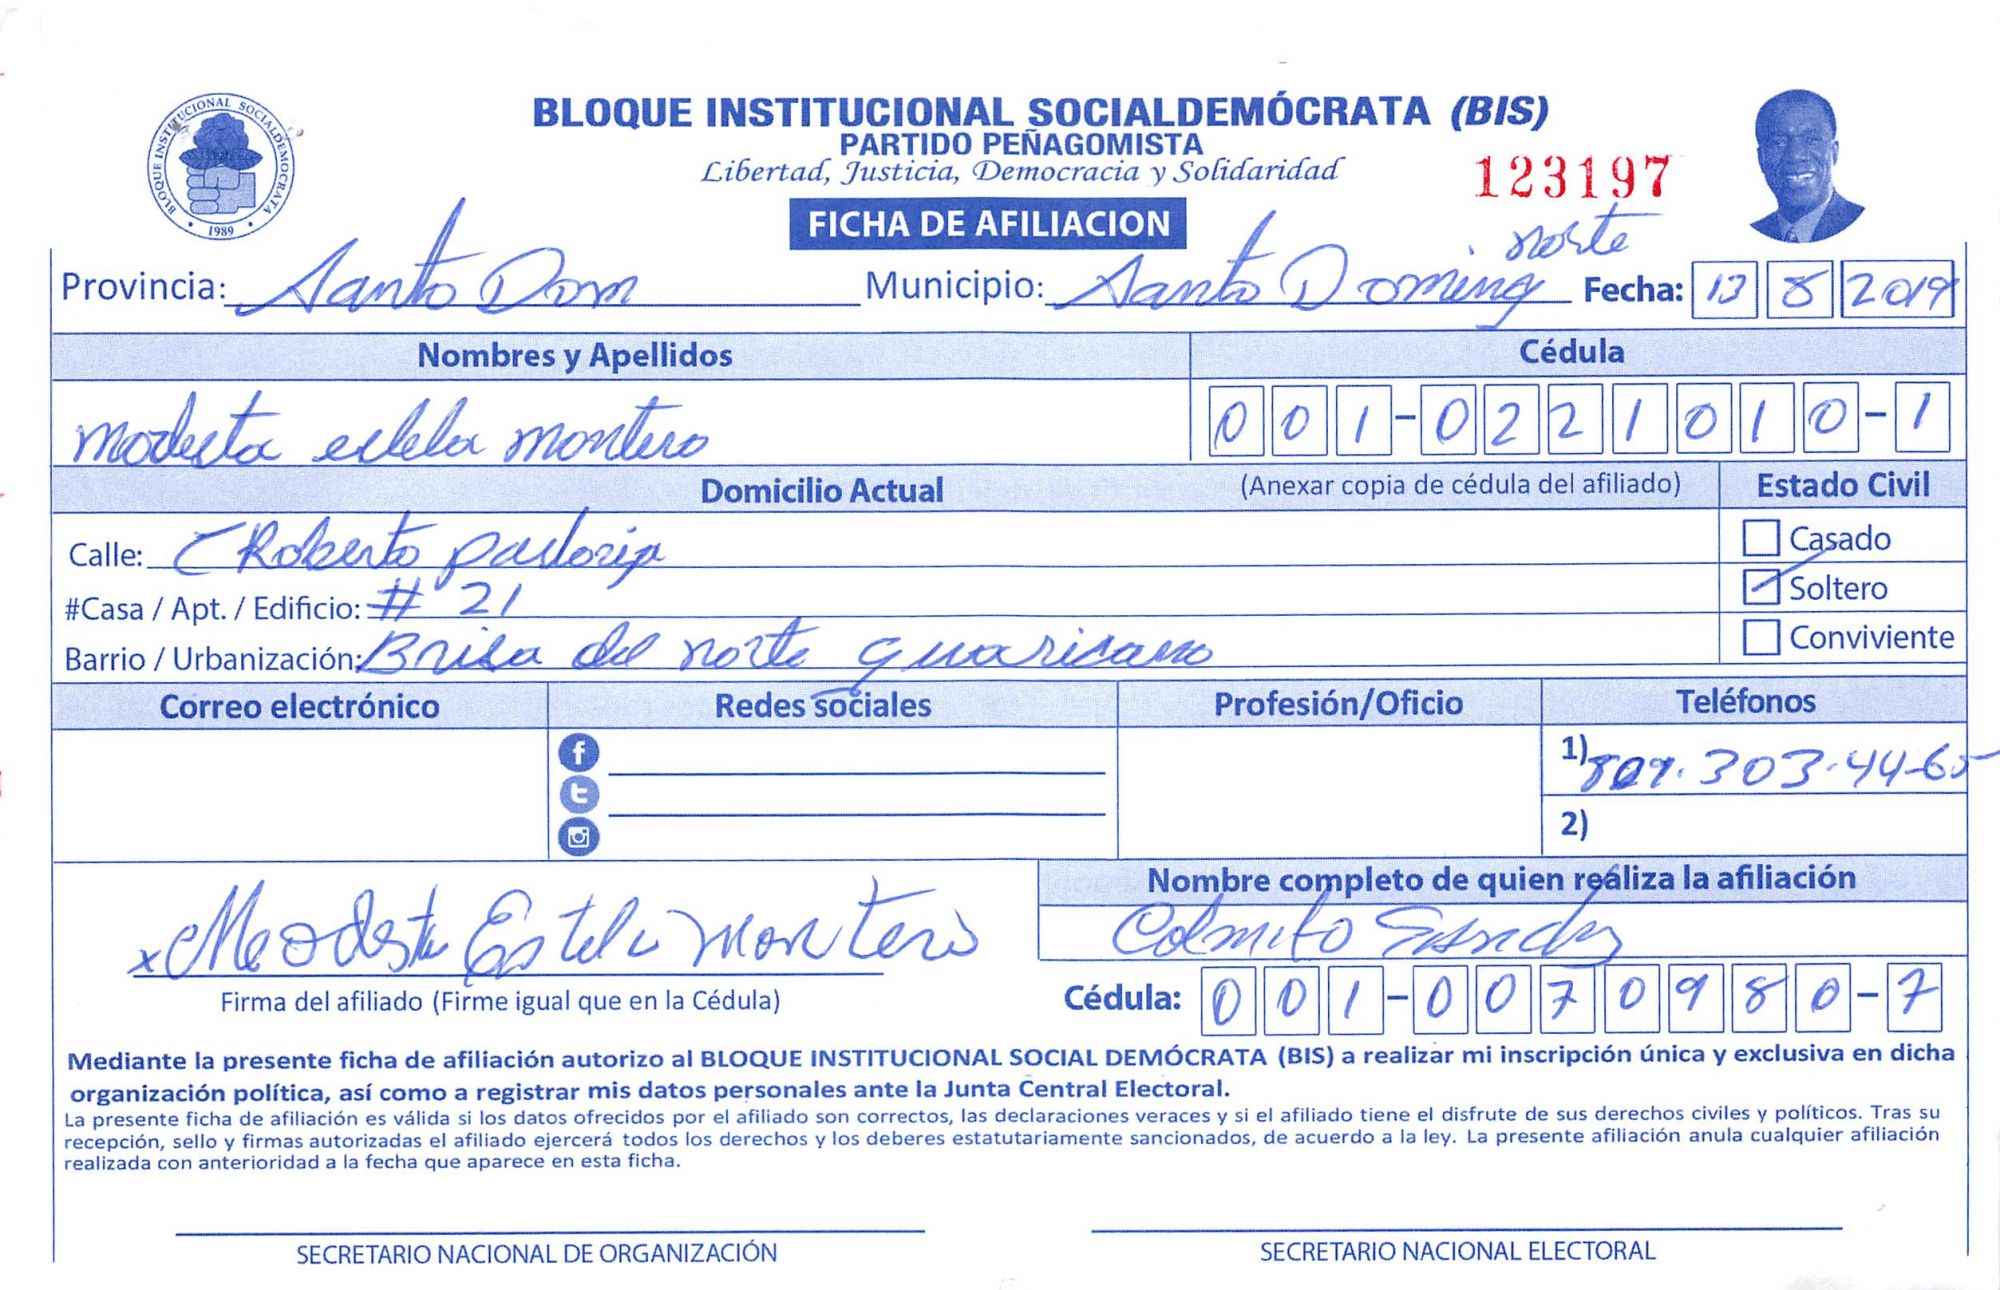 BLOQUE INSTITUCIONAL SOCIALDEMÓCRATA (BIS)
PARTIDO PEÑAGOMISTA
Libertad, Justicia, Democracia y Solidaridad
123197
BLOQUE INSTITUCIONAL SOCIALDEMÓCRATA
1989
FICHA DE AFILIACION
Provincia: Santo Dom Municipio: Santo Domingo norte Fecha: 13 8 2019
Nombres y Apellidos Cédula
Modesta estela montero 001-0221010-1
Domicilio Actual (Anexar copia de cédula del afiliado) Estado Civil
Calle: C Roberto pastoriza Casado
#Casa / Apt. / Edificio: # 21 Soltero
Barrio / Urbanización: Brisa del norte guaricano Conviviente
Correo electrónico Redes sociales Profesión/Oficio Teléfonos
1) 809.303.44-65
2)
Nombre completo de quien realiza la afiliación
x Meodesta Estela montero
Firma del afiliado (Firme igual que en la Cédula) Cédula: 001-0070980-7
Mediante la presente ficha de afiliación autorizo al BLOQUE INSTITUCIONAL SOCIAL DEMÓCRATA (BIS) a realizar mi inscripción única y exclusiva en dicha
organización política, así como a registrar mis datos personales ante la Junta Central Electoral.
La presente ficha de afiliación es válida si los datos ofrecidos por el afiliado son correctos, las declaraciones veraces y si el afiliado tiene el disfrute de sus derechos civiles y políticos. Tras su
recepción, sello y firmas autorizadas el afiliado ejercerá todos los derechos y los deberes estatutariamente sancionados, de acuerdo a la ley. La presente afiliación anula cualquier afiliación
realizada con anterioridad a la fecha que aparece en esta ficha.
SECRETARIO NACIONAL DE ORGANIZACIÓN SECRETARIO NACIONAL ELECTORAL